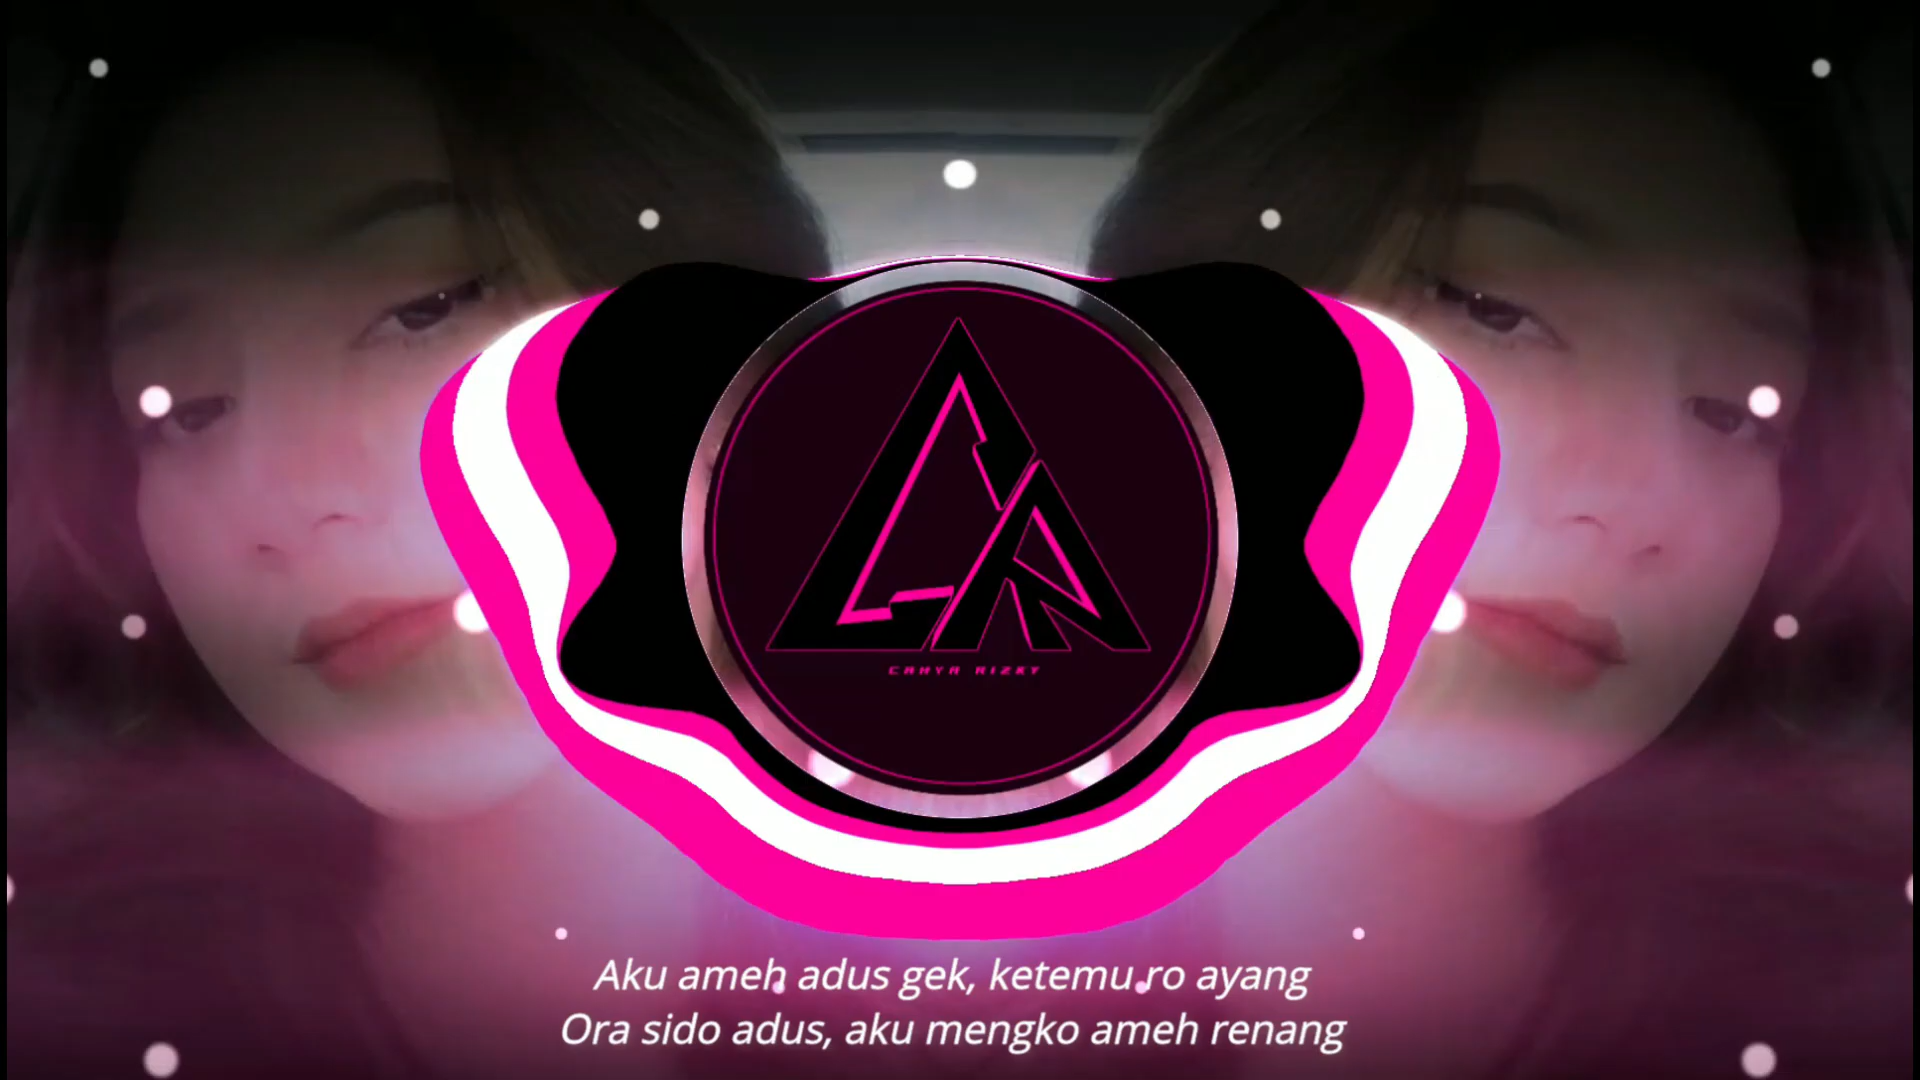 CAHYA RIZKY
Aku ameh adus gek, ketemu ro ayang
Ora sido adus, aku mengko ameh renang